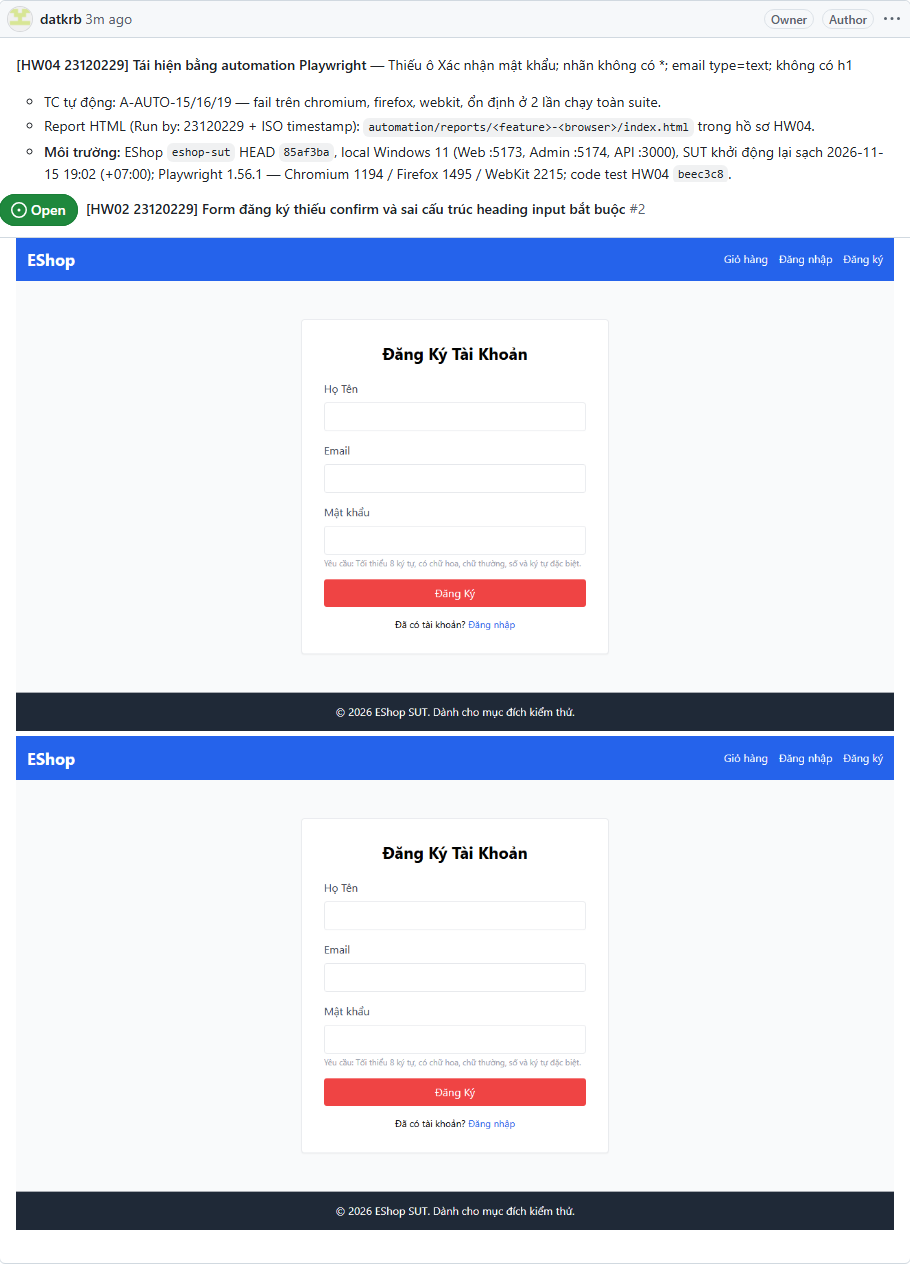 datkrb 3m ago
Owner
Author
[HW04 23120229] Tái hiện bằng automation Playwright — Thiếu ô Xác nhận mật khẩu; nhãn không có *; email type=text; không có h1
TC tự động: A-AUTO-15/16/19 — fail trên chromium, firefox, webkit, ổn định ở 2 lần chạy toàn suite.
Report HTML (Run by: 23120229 + ISO timestamp): automation/reports/<feature>-<browser>/index.html trong hồ sơ HW04.
Môi trường: EShop eshop-sut HEAD 85af3ba , local Windows 11 (Web :5173, Admin :5174, API :3000), SUT khởi động lại sạch 2026-11-
15 19:02 (+07:00); Playwright 1.56.1 — Chromium 1194 / Firefox 1495 / WebKit 2215; code test HW04 beec3c8 .
Open
[HW02 23120229] Form đăng ký thiếu confirm và sai cấu trúc heading input bắt buộc #2
EShop
Giỏ hàng Đăng nhập Đăng ký
Đăng Ký Tài Khoản
Họ Tên
Email
Mật khẩu
Yêu cầu: Tối thiểu 8 ký tự, có chữ hoa, chữ thường, số và ký tự đặc biệt.
Đăng Ký
Đã có tài khoản? Đăng nhập
© 2026 EShop SUT. Dành cho mục đích kiểm thử.
EShop
Giỏ hàng Đăng nhập Đăng ký
Đăng Ký Tài Khoản
Họ Tên
Email
Mật khẩu
Yêu cầu: Tối thiểu 8 ký tự, có chữ hoa, chữ thường, số và ký tự đặc biệt.
Đăng Ký
Đã có tài khoản? Đăng nhập
© 2026 EShop SUT. Dành cho mục đích kiểm thử.